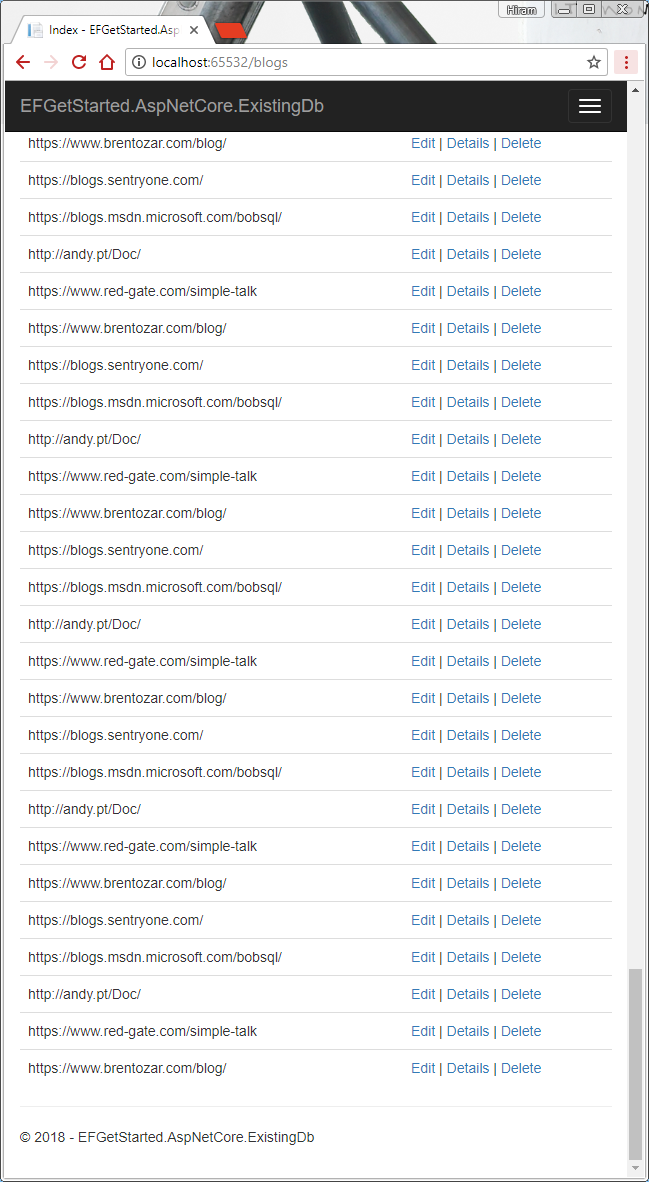 Hiram
Index - EFGetStarted.Asp
localhost:65532/blogs
EFGetStarted.AspNetCore.ExistingDb
https://www.brentozar.com/blog/ Edit | Details | Delete
https://blogs.sentryone.com/ Edit | Details | Delete
https://blogs.msdn.microsoft.com/bobsql/ Edit | Details | Delete
http://andy.pt/Doc/ Edit | Details | Delete
https://www.red-gate.com/simple-talk Edit | Details | Delete
https://www.brentozar.com/blog/ Edit | Details | Delete
https://blogs.sentryone.com/ Edit | Details | Delete
https://blogs.msdn.microsoft.com/bobsql/ Edit | Details | Delete
http://andy.pt/Doc/ Edit | Details | Delete
https://www.red-gate.com/simple-talk Edit | Details | Delete
https://www.brentozar.com/blog/ Edit | Details | Delete
https://blogs.sentryone.com/ Edit | Details | Delete
https://blogs.msdn.microsoft.com/bobsql/ Edit | Details | Delete
http://andy.pt/Doc/ Edit | Details | Delete
https://www.red-gate.com/simple-talk Edit | Details | Delete
https://www.brentozar.com/blog/ Edit | Details | Delete
https://blogs.sentryone.com/ Edit | Details | Delete
https://blogs.msdn.microsoft.com/bobsql/ Edit | Details | Delete
http://andy.pt/Doc/ Edit | Details | Delete
https://www.red-gate.com/simple-talk Edit | Details | Delete
https://www.brentozar.com/blog/ Edit | Details | Delete
https://blogs.sentryone.com/ Edit | Details | Delete
https://blogs.msdn.microsoft.com/bobsql/ Edit | Details | Delete
http://andy.pt/Doc/ Edit | Details | Delete
https://www.red-gate.com/simple-talk Edit | Details | Delete
https://www.brentozar.com/blog/ Edit | Details | Delete
© 2018 - EFGetStarted.AspNetCore.ExistingDb